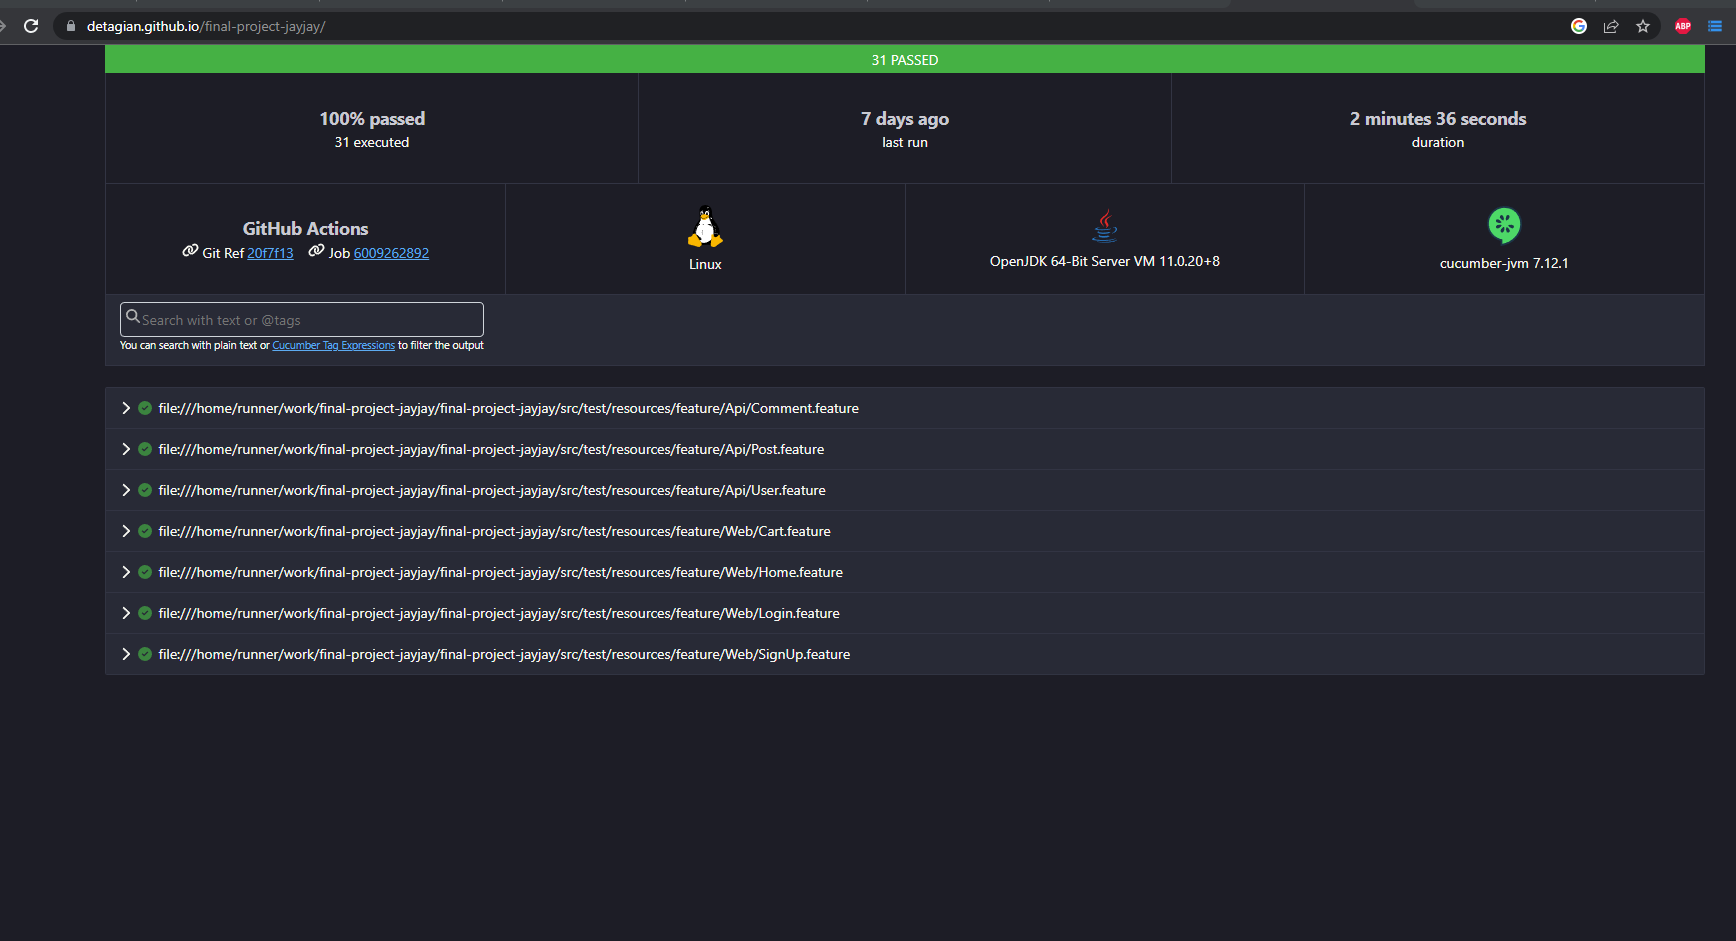 detagian.github.io/final-project-jayjay/
ABP
31 PASSED
100% passed
31 executed
7 days ago
last run
2 minutes 36 seconds
duration
GitHub Actions
Git Ref 20f7f13 Job 6009262892
Linux
OpenJDK 64-Bit Server VM 11.0.20+8
cucumber-jvm 7.12.1
Search with text or @tags
You can search with plain text or Cucumber Tag Expressions to filter the output
file:///home/runner/work/final-project-jayjay/final-project-jayjay/src/test/resources/feature/Api/Comment.feature
file:///home/runner/work/final-project-jayjay/final-project-jayjay/src/test/resources/feature/Api/Post.feature
file:///home/runner/work/final-project-jayjay/final-project-jayjay/src/test/resources/feature/Api/User.feature
file:///home/runner/work/final-project-jayjay/final-project-jayjay/src/test/resources/feature/Web/Cart.feature
file:///home/runner/work/final-project-jayjay/final-project-jayjay/src/test/resources/feature/Web/Home.feature
file:///home/runner/work/final-project-jayjay/final-project-jayjay/src/test/resources/feature/Web/Login.feature
file:///home/runner/work/final-project-jayjay/final-project-jayjay/src/test/resources/feature/Web/SignUp.feature